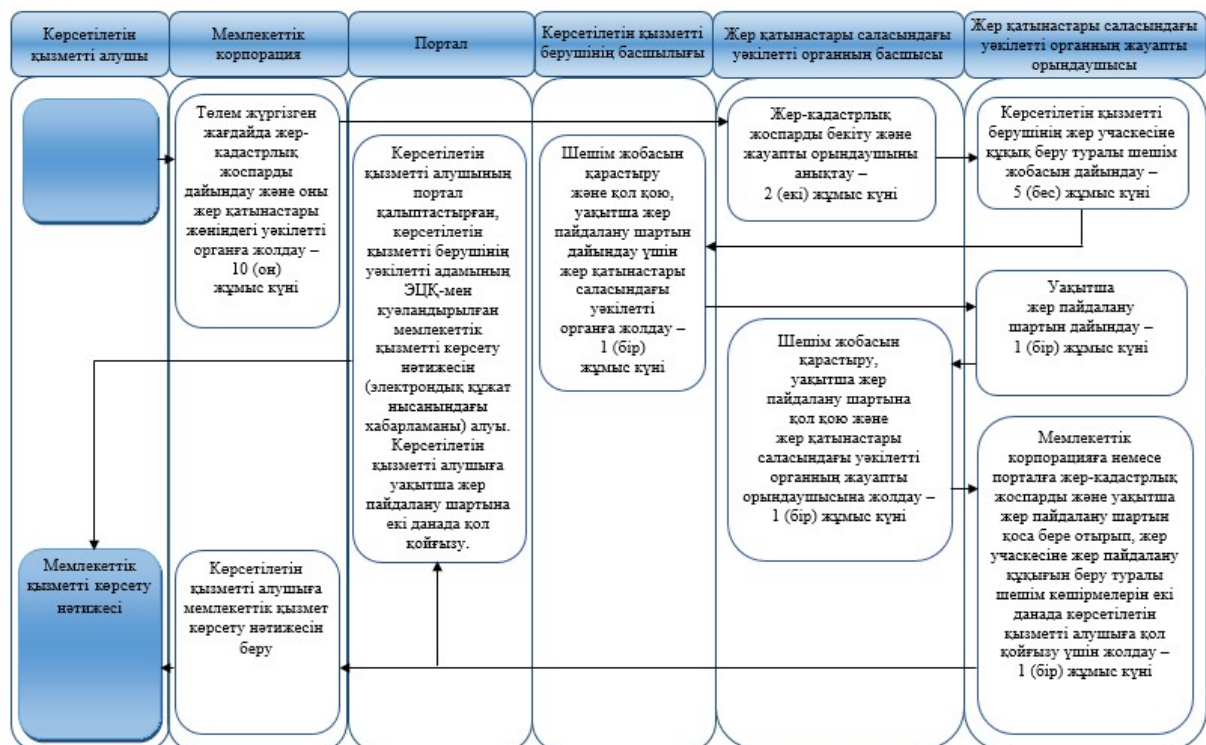 Көрсетілетін
қызметті алушы
Мемлекеттік
корпорация
Портал
Көрсетілетін қызметті
берушінің басшылығы
Жер қатынастары саласындағы
уәкілетті органның басшысы
Жер қатынастары саласындағы
уәкілетті органның жауапты
орындаушысы
Төлем жүргізген
жағдайда жер-
кадастрлық
жоспарды
дайындау және оны
жер қатынастары
жөніндегі уәкілетті
органға жолдау –
10 (он)
жұмыс күні
Көрсетілетін
қызметті алушының
портал
қалыптастырған,
көрсетілетін
қызметті берушінің
уәкілетті адамының
ЭЦҚ-мен
куәландырылған
мемлекеттік
қызметті көрсету
нәтижесін
(электрондық құжат
нысанындағы
хабарламаны) алуы.
Көрсетілетін
қызметті алушыға
уақытша жер
пайдалану шартына
екі данада қол
қойғызу.
Шешім жобасын
қарастыру
және қол қою,
уақытша жер
пайдалану шартын
дайындау үшін
жер қатынастары
саласындағы
уәкілетті
органға жолдау –
1 (бір)
жұмыс күні
Жер-кадастрлық
жоспарды бекіту және
жауапты орындаушыны
анықтау –
2 (екі) жұмыс күні
Көрсетілетін қызметті
берушінің жер учаскесіне
құқық беру туралы шешім
жобасын дайындау –
5 (бес) жұмыс күні
Уақытша
жер пайдалану
шартын дайындау –
1 (бір) жұмыс күні
Шешім жобасын
қарастыру,
уақытша жер
пайдалану шартына
қол қою және
жер қатынастары
саласындағы уәкілетті
органның жауапты
орындаушысына жолдау –
1 (бір) жұмыс күні
Мемлекеттік
корпорацияға немесе
порталға жер-кадастрлық
жоспарды және уақытша
жер пайдалану шартын
қоса бере отырып, жер
учаскесіне жер пайдалану
құқығын беру туралы
шешім көшірмелерін екі
данада көрсетілетін
қызметті алушыға қол
қойғызу үшін жолдау –
1 (бір) жұмыс күні
Мемлекеттік
қызметті көрсету
нәтижесі
Көрсетілетін
қызметті алушыға
мемлекеттік қызмет
көрсету нәтижесін
беру